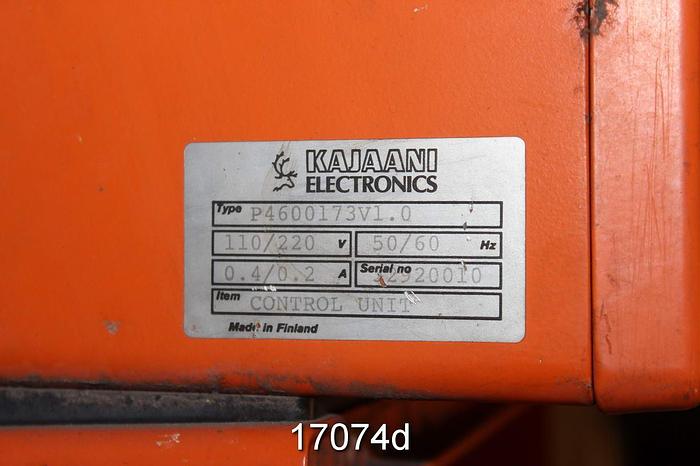 KAJAANI
ELECTRONICS
Type P4600173V1.0
110/220 V 50/60 Hz
0.4/0.2 A Serial no
Item CONTROL UNIT
Made in Finland
17074d